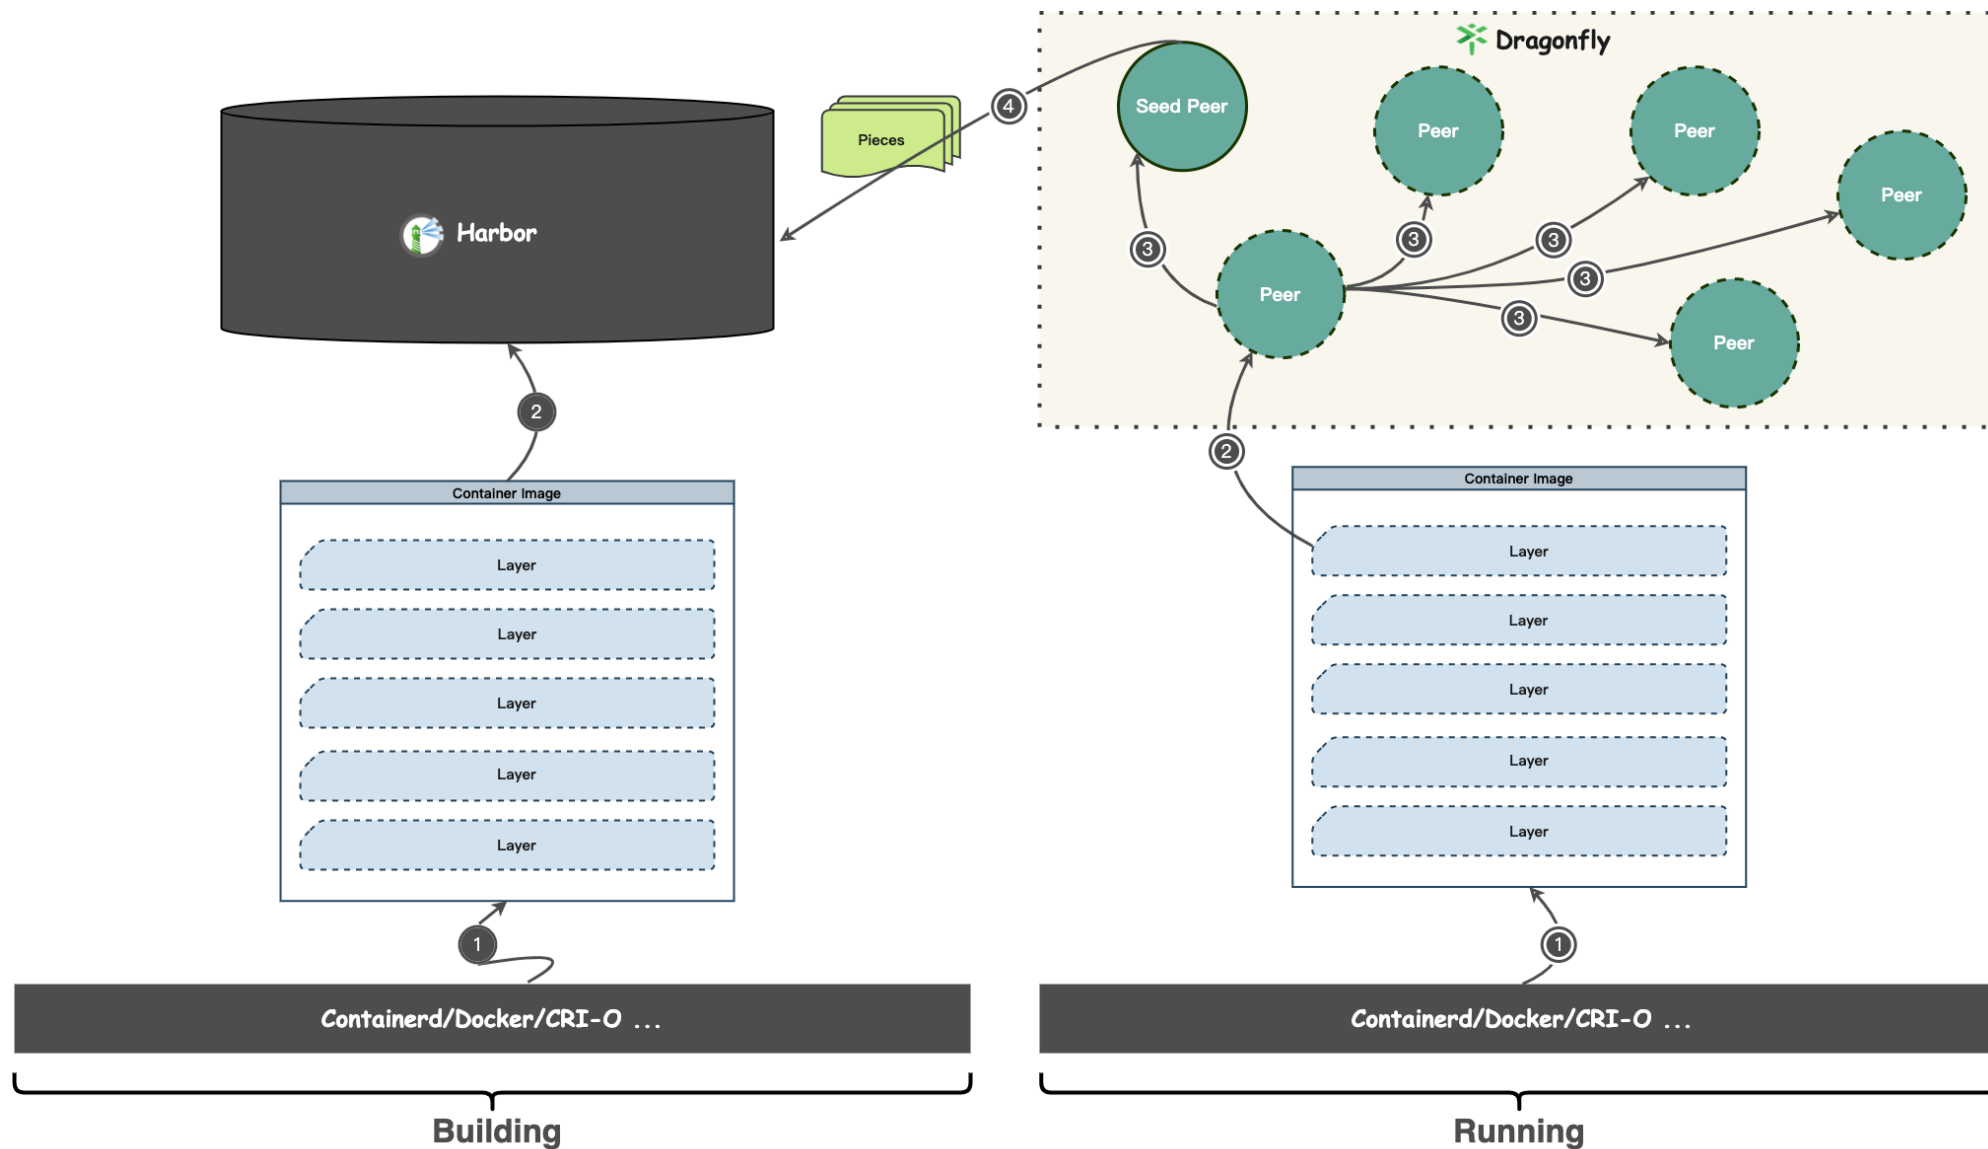 Dragonfly
Seed Peer
Peer
Peer
Peer
Peer
Peer
4
3
3
3
3
3
2
Pieces
Harbor
2
Container Image
Layer
Layer
Layer
Layer
Layer
1
Containerd/Docker/CRI-O ...
Building
Container Image
Layer
Layer
Layer
Layer
Layer
1
Containerd/Docker/CRI-O ...
Running